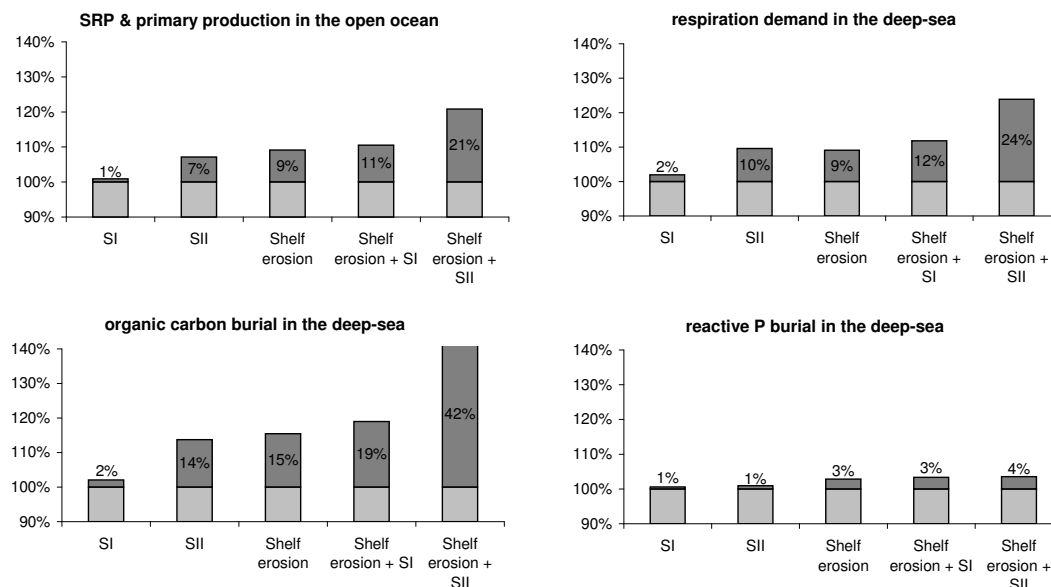 SRP & primary production in the open ocean
140%
130%
120%
110%
100%
90%
1%
7%
9%
11%
21%
SI
SII
Shelf
erosion
Shelf
erosion + SI
Shelf
erosion +
SII
respiration demand in the deep-sea
140%
130%
120%
110%
100%
90%
2%
10%
9%
12%
24%
SI
SII
Shelf
erosion
Shelf
erosion +
SI
Shelf
erosion +
SII
organic carbon burial in the deep-sea
140%
130%
120%
110%
100%
90%
2%
14%
15%
19%
42%
SI
SII
Shelf
erosion
Shelf
erosion + SI
Shelf
erosion +
SII
reactive P burial in the deep-sea
140%
130%
120%
110%
100%
90%
1%
1%
3%
3%
4%
SI
SII
Shelf
erosion
Shelf
erosion + SI
Shelf
erosion +
SII